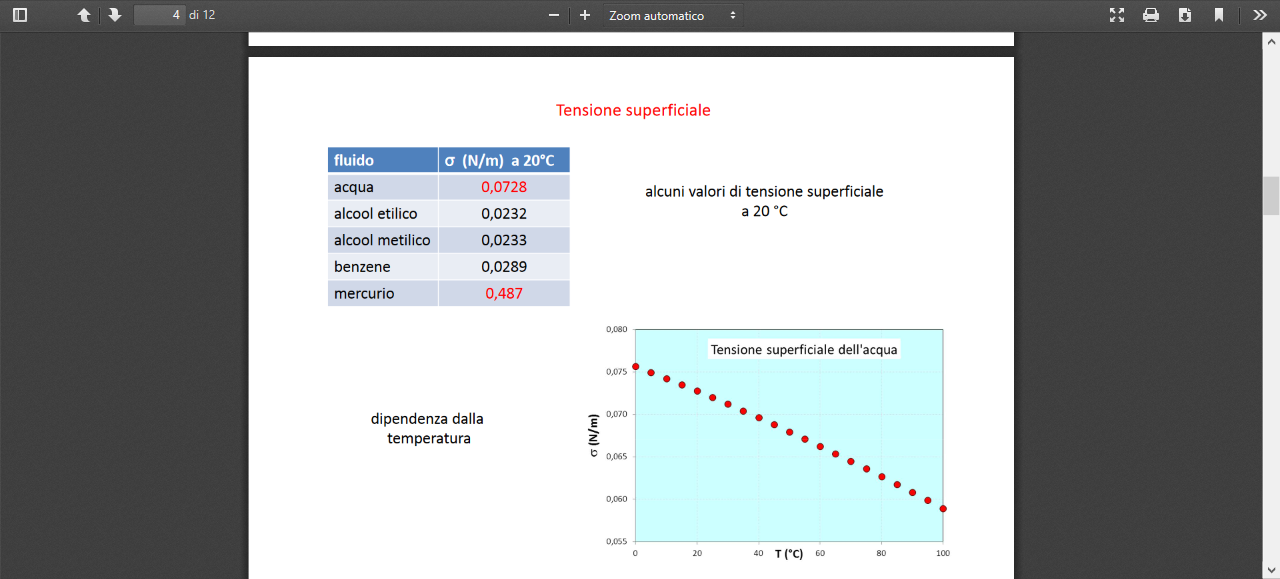 4 di 12
Zoom automatico
Tensione superficiale
fluido σ (N/m) a 20°C
acqua 0,0728
alcool etilico 0,0232
alcool metilico 0,0233
benzene 0,0289
mercurio 0,487
alcuni valori di tensione superficiale
a 20 °C
dipendenza dalla
temperatura
Tensione superficiale dell'acqua
0,080
0,075
0,070
0,065
0,060
0,055
σ (N/m)
0 20 40 60 80 100
T (°C)